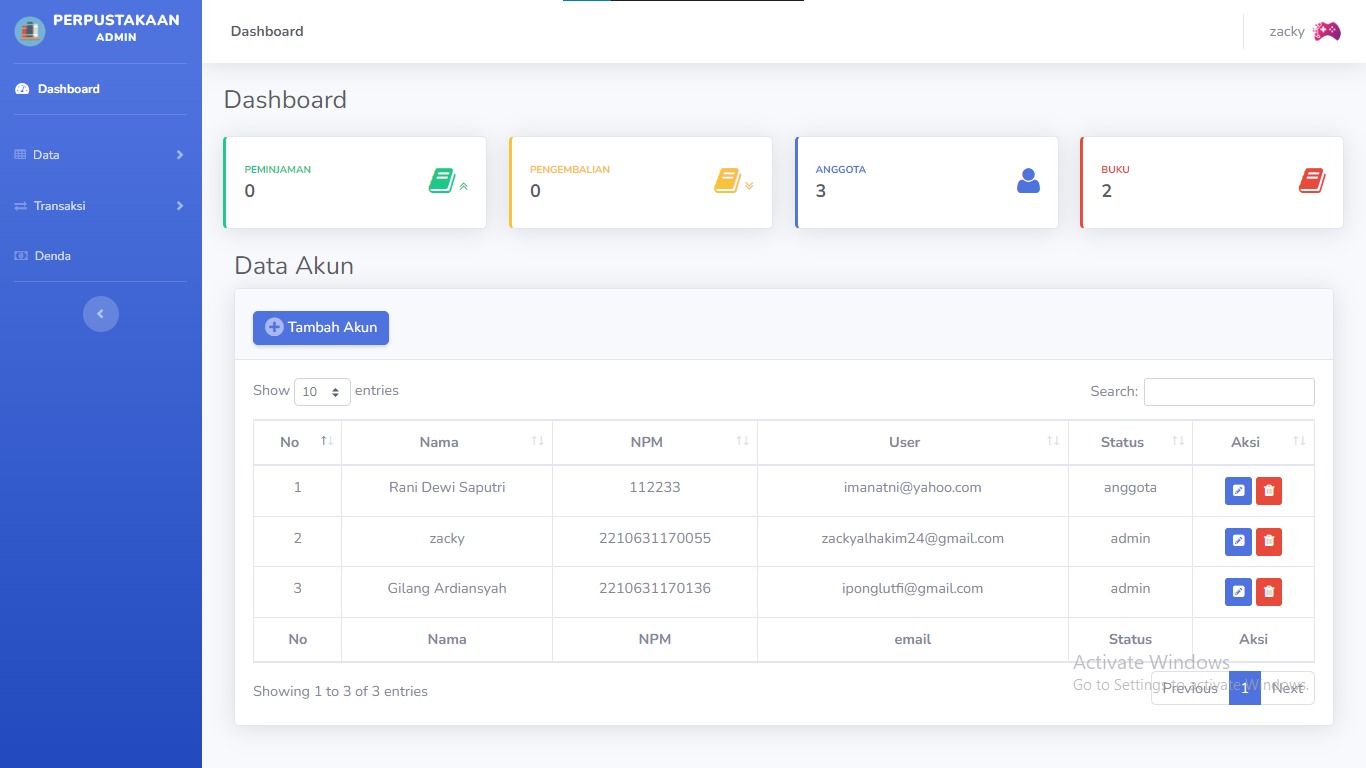 PERPUSTAKAAN
ADMIN
Dashboard
Data
Transaksi
Denda
Dashboard
zacky
Dashboard
PEMINJAMAN
0
PENGEMBALIAN
0
ANGGOTA
3
BUKU
2
Data Akun
Tambah Akun
Show 10 entries
Search:
No Nama NPM User Status Aksi
1 Rani Dewi Saputri 112233 imanatni@yahoo.com anggota
2 zacky 2210631170055 zackyalhakim24@gmail.com admin
3 Gilang Ardiansyah 2210631170136 iponglutfi@gmail.com admin
No Nama NPM email Status Aksi
Activate Windows
Go to Settings to activate Windows.
Showing 1 to 3 of 3 entries
Previous 1 Next